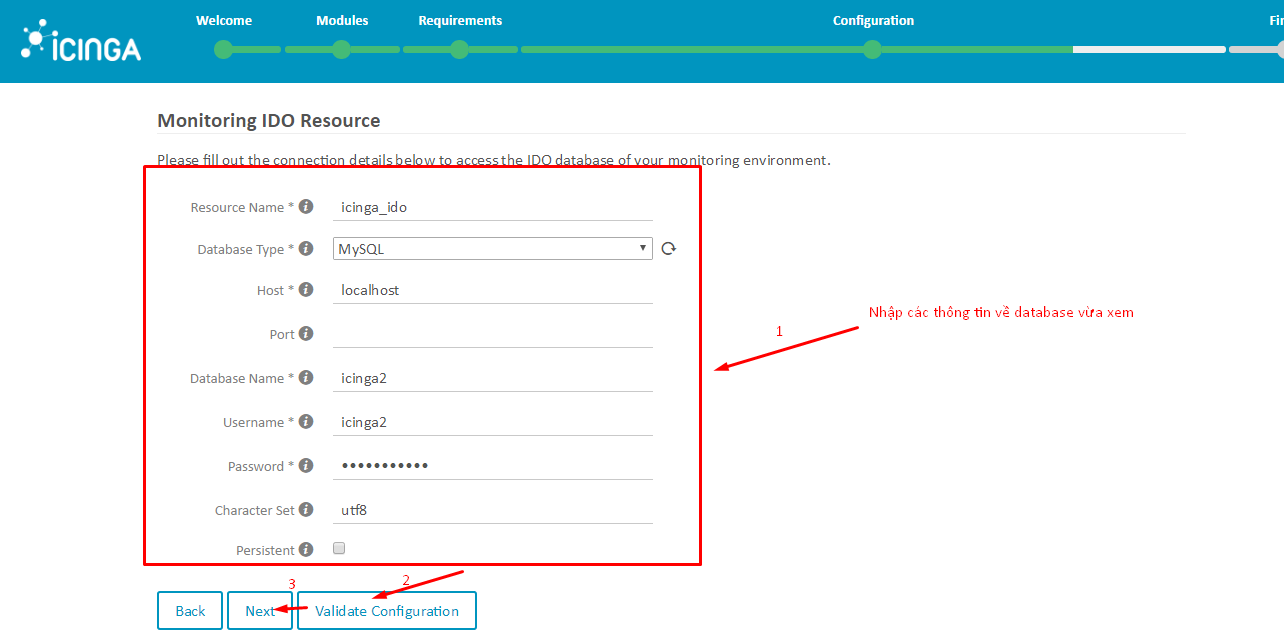 Welcome Modules Requirements Configuration Fi
iCINGA
Monitoring IDO Resource
Please fill out the connection details below to access the IDO database of your monitoring environment.
Resource Name * icinga_ido
Database Type * MySQL
Host * localhost
Nhập các thông tin về database vừa xem
1
Port
Database Name * icinga2
Username * icinga2
Password * •••••••••••
Character Set utf8
Persistent
3 2
Back Next Validate Configuration